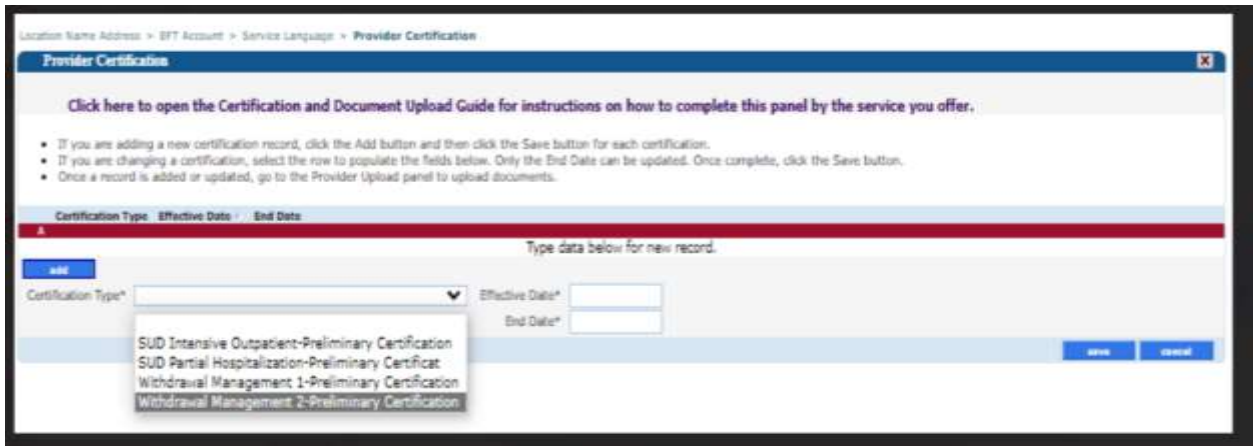 Location Name Address > EFT Account > Service Language > Provider Certification
Provider Certification
X
Click here to open the Certification and Document Upload Guide for instructions on how to complete this panel by the service you offer.
• If you are adding a new certification record, click the Add button and then click the Save button for each certification.
• If you are changing a certification, select the row to populate the fields below. Only the End Date can be updated. Once complete, click the Save button.
• Once a record is added or updated, go to the Provider Upload panel to upload documents.
Certification Type Effective Date End Date
A
Type data below for new record.
add
Certification Type* Effective Date*
End Date*
SUD Intensive Outpatient-Preliminary Certification
SUD Partial Hospitalization-Preliminary Certificat
Withdrawal Management 1-Preliminary Certification
Withdrawal Management 2-Preliminary Certification
save cancel